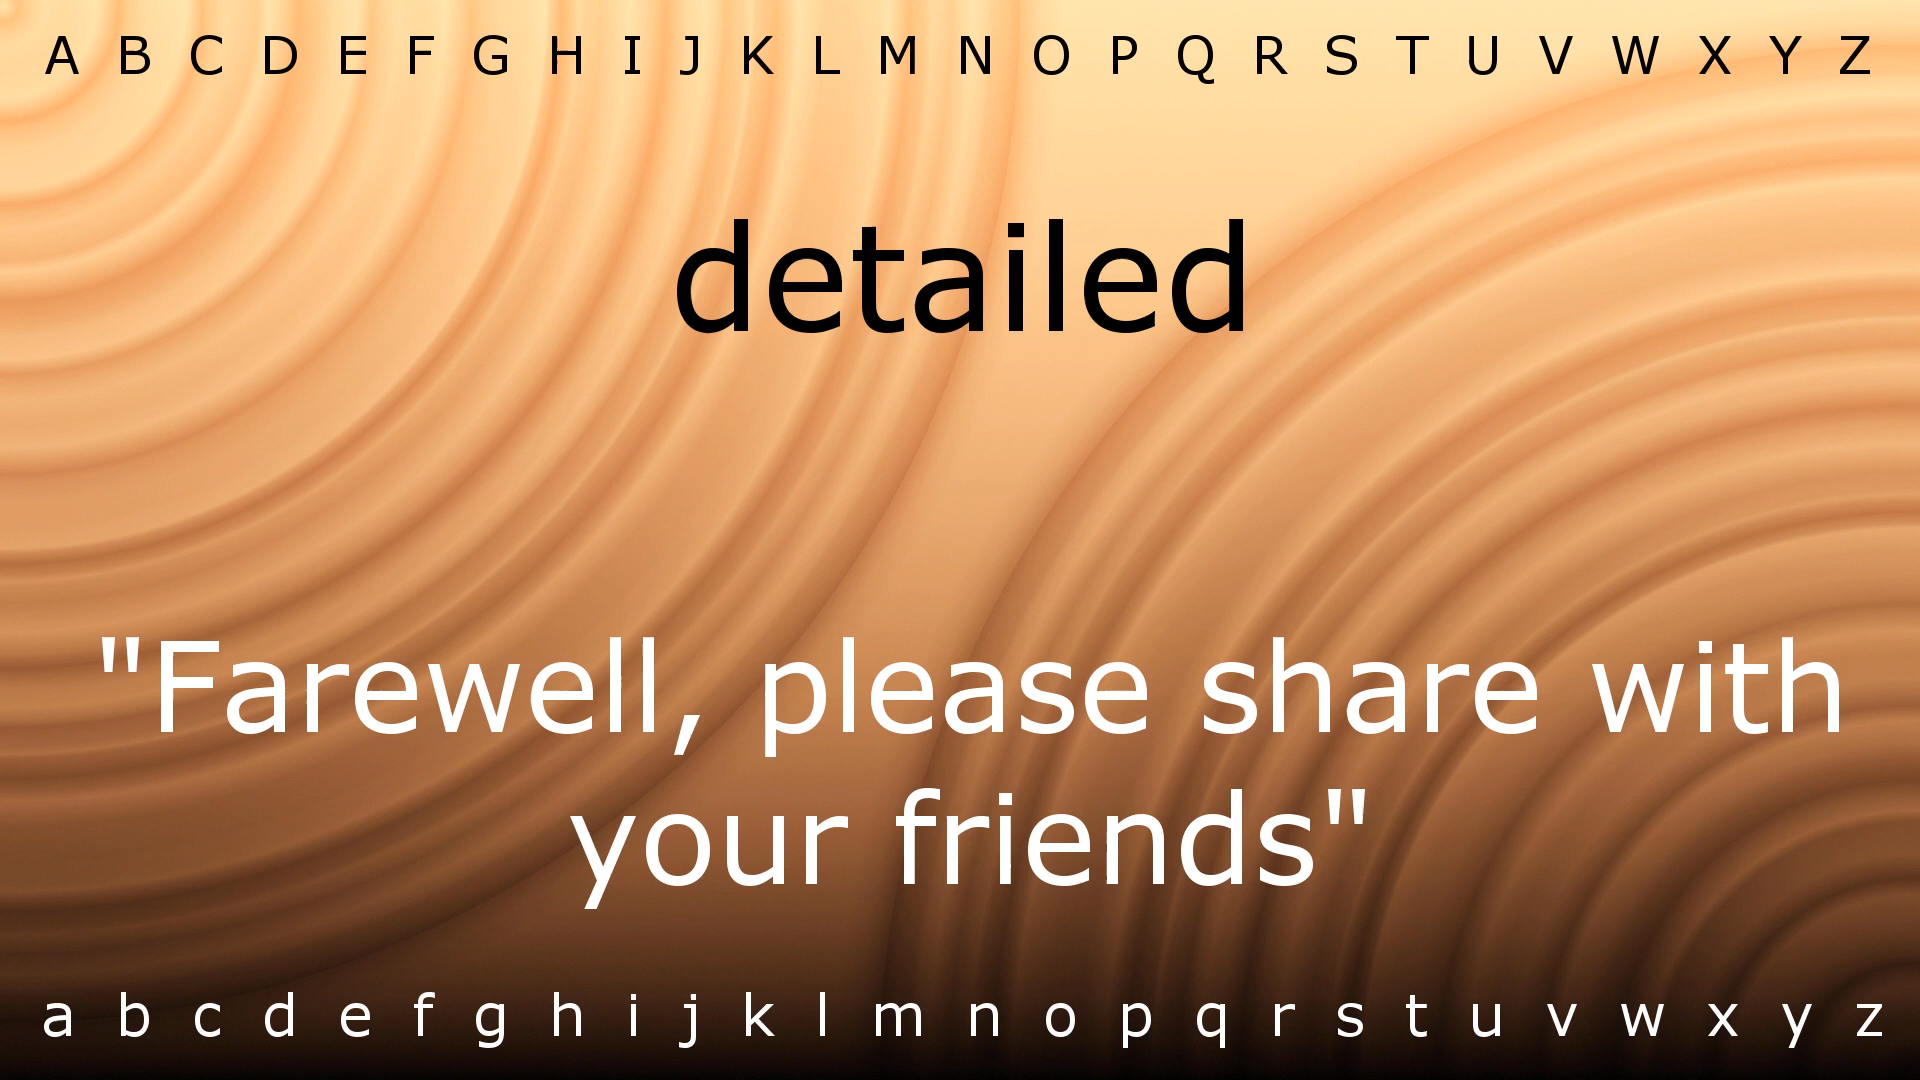 A B C D E F G H I J K L M N O P Q R S T U V W X Y Z
detailed
"Farewell, please share with
your friends"
a b c d e f g h i j k l m n o p q r s t u v w x y z